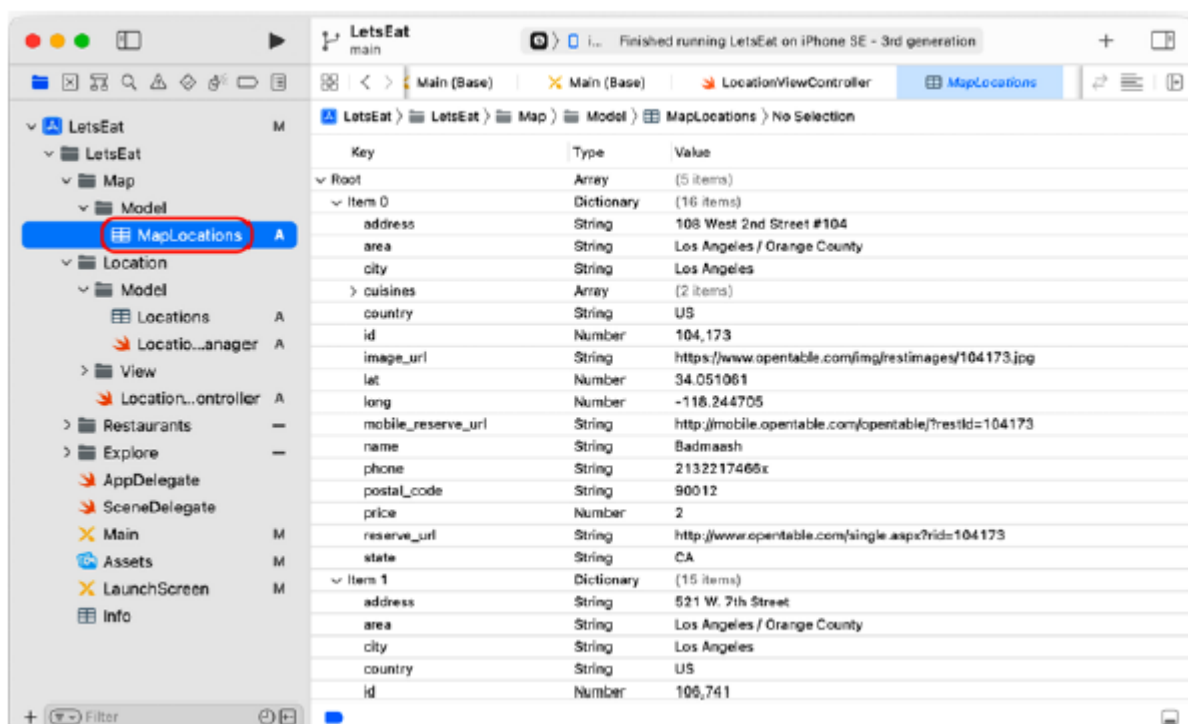 LetsEat
main
i... Finished running LetsEat on iPhone SE - 3rd generation
Main (Base)
Main (Base)
LocationViewController
MapLocations
LetsEat
M
LetsEat
Map
Model
MapLocations A
Location
Model
Locations A
Locatio...anager A
View
Location...ontroller A
Restaurants
Explore
AppDelegate
SceneDelegate
Main M
Assets M
LaunchScreen M
Info
Filter
LetsEat 〉 LetsEat 〉 Map 〉 Model 〉 MapLocations 〉 No Selection
Key Type Value
Root Array (5 items)
Item 0 Dictionary (16 items)
address String 108 West 2nd Street #104
area String Los Angeles / Orange County
city String Los Angeles
cuisines Array (2 items)
country String US
id Number 104,173
image_url String https://www.opentable.com/img/restimages/104173.jpg
lat Number 34.051061
long Number -118.244705
mobile_reserve_url String http://mobile.opentable.com/opentable/?restId=104173
name String Badmaash
phone String 2132217466x
postal_code String 90012
price Number 2
reserve_url String http://www.opentable.com/single.aspx?rid=104173
state String CA
Item 1 Dictionary (15 items)
address String 521 W. 7th Street
area String Los Angeles / Orange County
city String Los Angeles
country String US
id Number 106,741